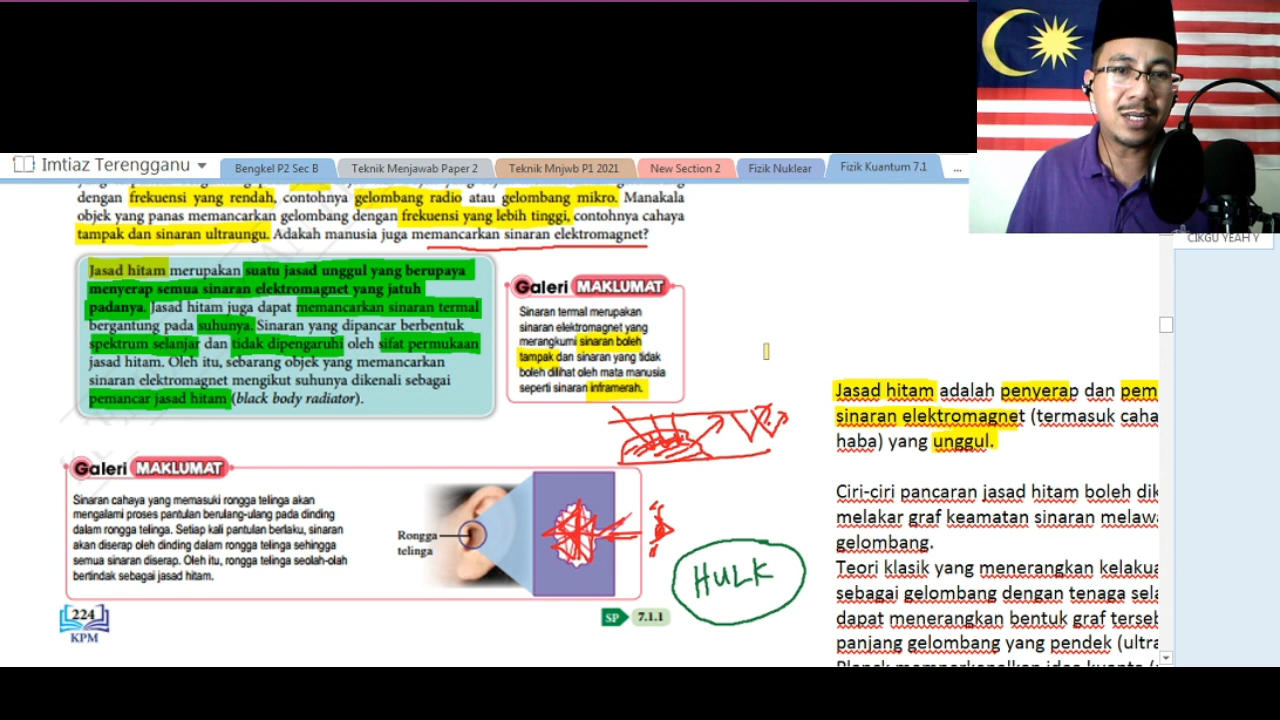 Imtiaz Terengganu
Bengkel P2 Sec B
Teknik Menjawab Paper 2
Teknik Mnjwb P1 2021
New Section 2
Fizik Nuklear
Fizik Kuantum 7.1
...
CIKGU YEAH Y
dengan frekuensi yang rendah, contohnya gelombang radio atau gelombang mikro. Manakala
objek yang panas memancarkan gelombang dengan frekuensi yang lebih tinggi, contohnya cahaya
tampak dan sinaran ultraungu. Adakah manusia juga memancarkan sinaran elektromagnet?
Jasad hitam merupakan suatu jasad unggul yang berupaya
menyerap semua sinaran elektromagnet yang jatuh
padanya. Jasad hitam juga dapat memancarkan sinaran termal
bergantung pada suhunya. Sinaran yang dipancar berbentuk
spektrum selanjar dan tidak dipengaruhi oleh sifat permukaan
jasad hitam. Oleh itu, sebarang objek yang memancarkan
sinaran elektromagnet mengikut suhunya dikenali sebagai
pemancar jasad hitam (black body radiator).
Galeri MAKLUMAT
Sinaran termal merupakan
sinaran elektromagnet yang
merangkumi sinaran boleh
tampak dan sinaran yang tidak
boleh dilihat oleh mata manusia
seperti sinaran inframerah.
Galeri MAKLUMAT
Sinaran cahaya yang memasuki rongga telinga akan
mengalami proses pantulan berulang-ulang pada dinding
dalam rongga telinga. Setiap kali pantulan berlaku, sinaran
akan diserap oleh dinding dalam rongga telinga sehingga
semua sinaran diserap. Oleh itu, rongga telinga seolah-olah
bertindak sebagai jasad hitam.
Rongga
telinga
HULK
224
KPM
SP 7.1.1
Jasad hitam adalah penyerap dan pem
sinaran elektromagnet (termasuk caha
haba) yang unggul.
Ciri-ciri pancaran jasad hitam boleh dik
melakar graf keamatan sinaran melawa
gelombang.
Teori klasik yang menerangkan kelakua
sebagai gelombang dengan tenaga sela
dapat menerangkan bentuk graf terseb
panjang gelombang yang pendek (ultra
Planck memperkenalkan idea kuanta (